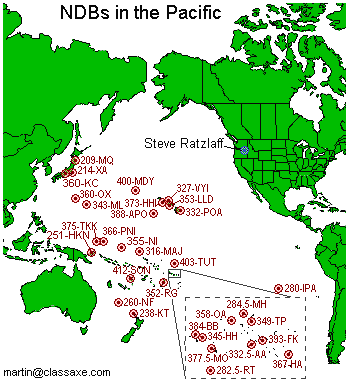 NDBs in the Pacific
Steve Ratzlaff
209-MQ
214-XA
360-KC
400-MDY
327-VYI
360-OX
373-HHI
353-LLD
343-ML
388-APO
332-POA
375-TKK
366-PNI
251-HKN
355-NI
316-MAJ
403-TUT
412-SON
352-RG
280-IPA
260-NF
238-KT
284.5-MH
358-OA
349-TP
384-BB
345-HH
393-FK
377.5-MO
332.5-AA
367-HA
282.5-RT
martin@classaxe.com